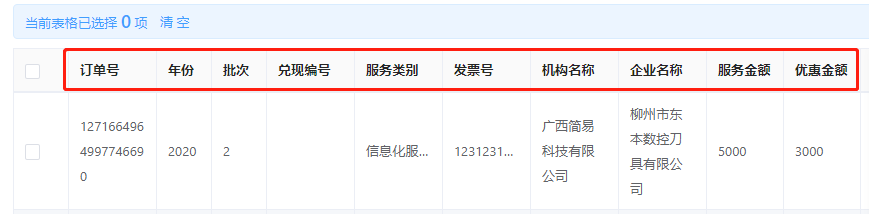 当前表格已选择 0 项 清 空
订单号 年份 批次 兑现编号 服务类别 发票号 机构名称 企业名称 服务金额 优惠金额
127166496
499774669
0
2020
2
信息化服...
1231231...
广西简易
科技有限
公司
柳州市东
本数控刀
具有限公
司
5000
3000